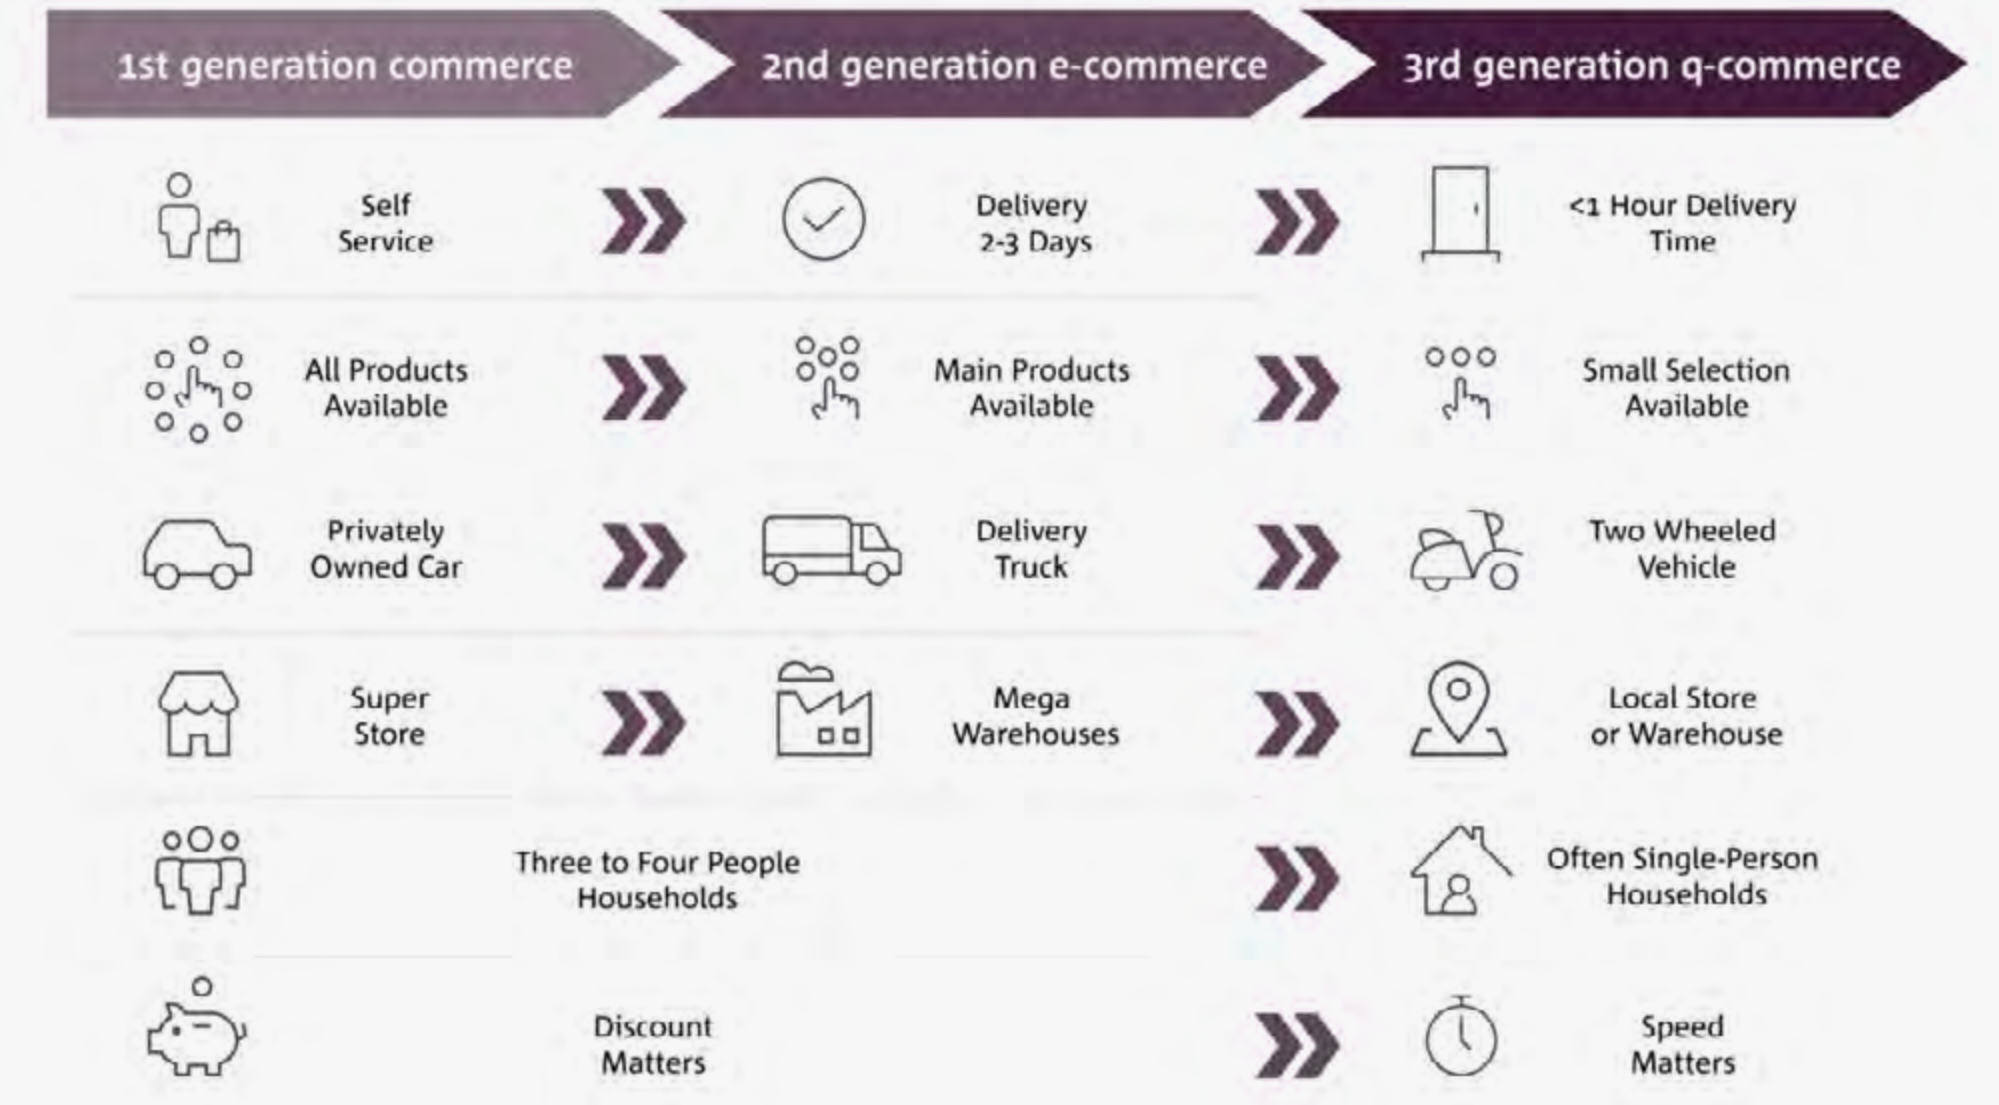 1st generation commerce
2nd generation e-commerce
3rd generation q-commerce
Self
Service
Delivery
2-3 Days
<1 Hour Delivery
Time
All Products
Available
Main Products
Available
Small Selection
Available
Privately
Owned Car
Delivery
Truck
Two Wheeled
Vehicle
Super
Store
Mega
Warehouses
Local Store
or Warehouse
Three to Four People
Households
Often Single-Person
Households
Discount
Matters
Speed
Matters